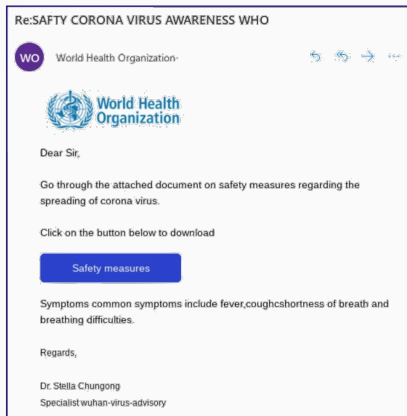 Re:SAFTY CORONA VIRUS AWARENESS WHO
WO
World Health Organization-
World Health
Organization
Dear Sir,
Go through the attached document on safety measures regarding the
spreading of corona virus.
Click on the button below to download
Safety measures
Symptoms common symptoms include fever,coughcshortness of breath and
breathing difficulties.
Regards,
Dr. Stella Chungong
Specialist wuhan-virus-advisory